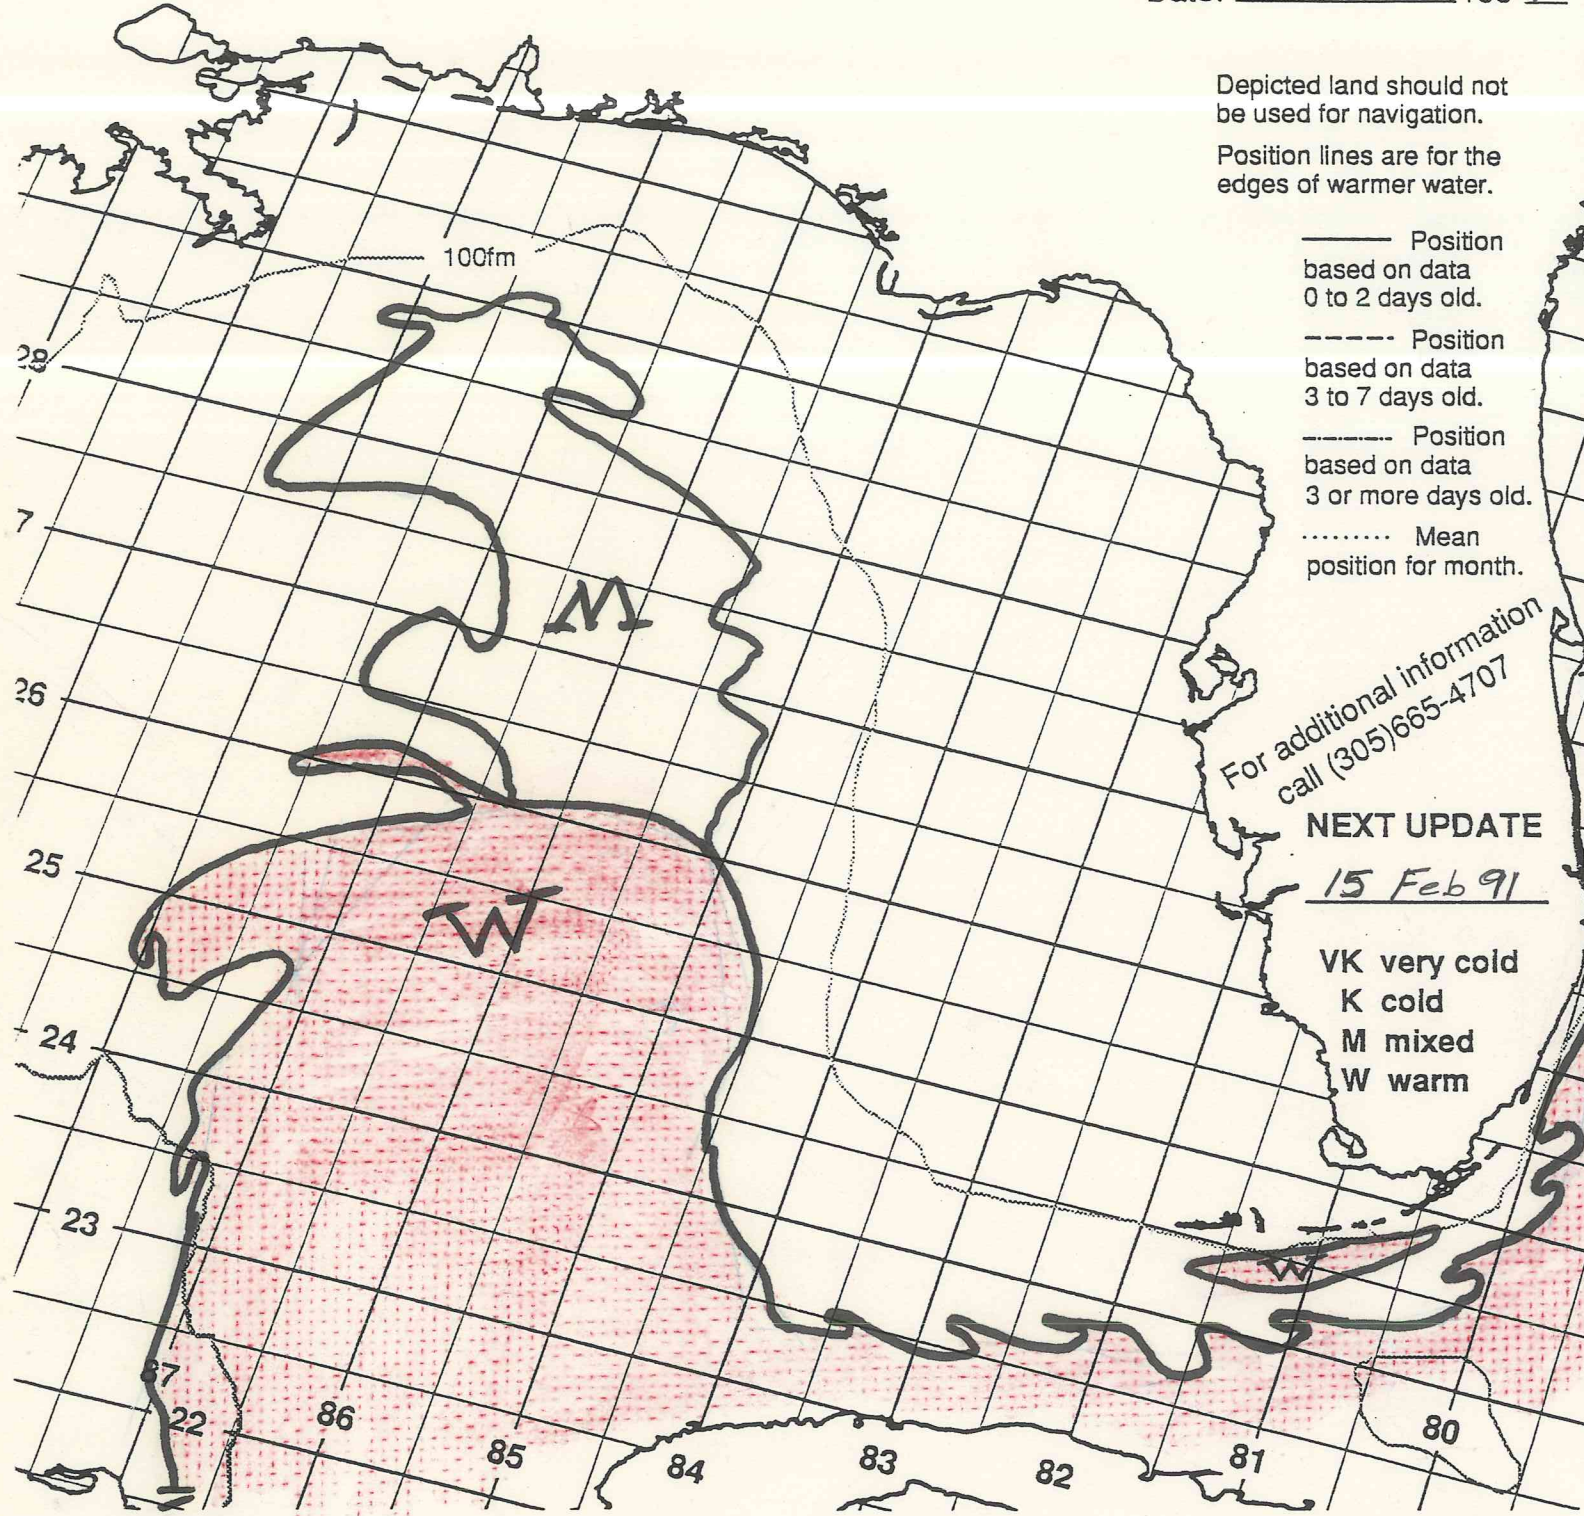 Depicted land should not
be used for navigation.
Position lines are for the
edges of warmer water.
Position
based on data
0 to 2 days old.
Position
based on data
3 to 7 days old.
Position
based on data
3 or more days old.
Mean
position for month.
For additional information
call (305)665-4707
NEXT UPDATE
15 Feb 91
VK very cold
K cold
M mixed
W warm
100fm
28
7
M
26
25
W
24
23
W
87
22
86
85
84
83
82
81
80